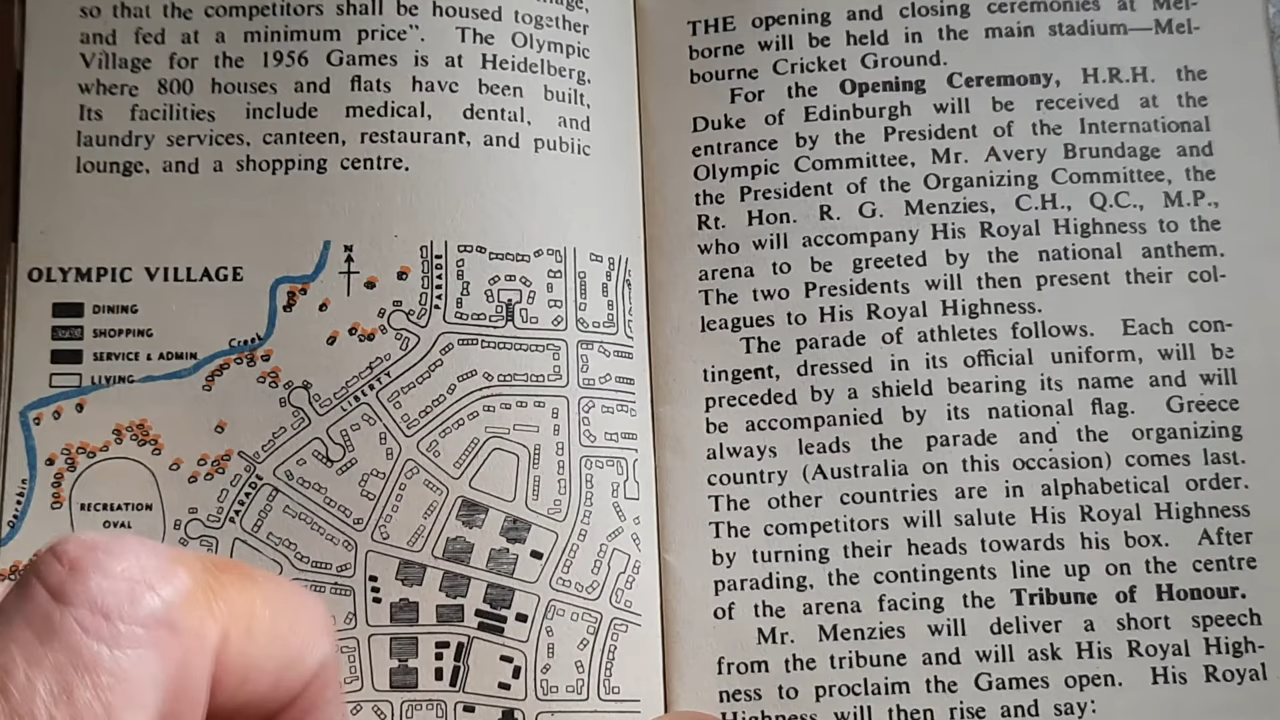 so that the competitors shall be housed together
and fed at a minimum price”. The Olympic
Village for the 1956 Games is at Heidelberg,
where 800 houses and flats have been built,
Its facilities include medical, dental, and
laundry services, canteen, restaurant, and public
lounge, and a shopping centre.
OLYMPIC VILLAGE
N
DINING
SHOPPING
SERVICE & ADMIN.
LIVING
Creek
Darebin
PARADE
LIBERTY
PARADE
RECREATION
OVAL
THE opening and closing ceremonies at Mel-
borne will be held in the main stadium—Mel-
bourne Cricket Ground.
For the Opening Ceremony, H.R.H. the
Duke of Edinburgh will be received at the
entrance by the President of the International
Olympic Committee, Mr. Avery Brundage and
the President of the Organizing Committee, the
Rt. Hon. R. G. Menzies, C.H., Q.C., M.P.,
who will accompany His Royal Highness to the
arena to be greeted by the national anthem.
The two Presidents will then present their col-
leagues to His Royal Highness.
The parade of athletes follows. Each con-
tingent, dressed in its official uniform, will be
preceded by a shield bearing its name and will
be accompanied by its national flag. Greece
always leads the parade and the organizing
country (Australia on this occasion) comes last.
The other countries are in alphabetical order.
The competitors will salute His Royal Highness
by turning their heads towards his box. After
parading, the contingents line up on the centre
of the arena facing the Tribune of Honour.
Mr. Menzies will deliver a short speech
from the tribune and will ask His Royal High-
ness to proclaim the Games open. His Royal
Highness will then rise and say: